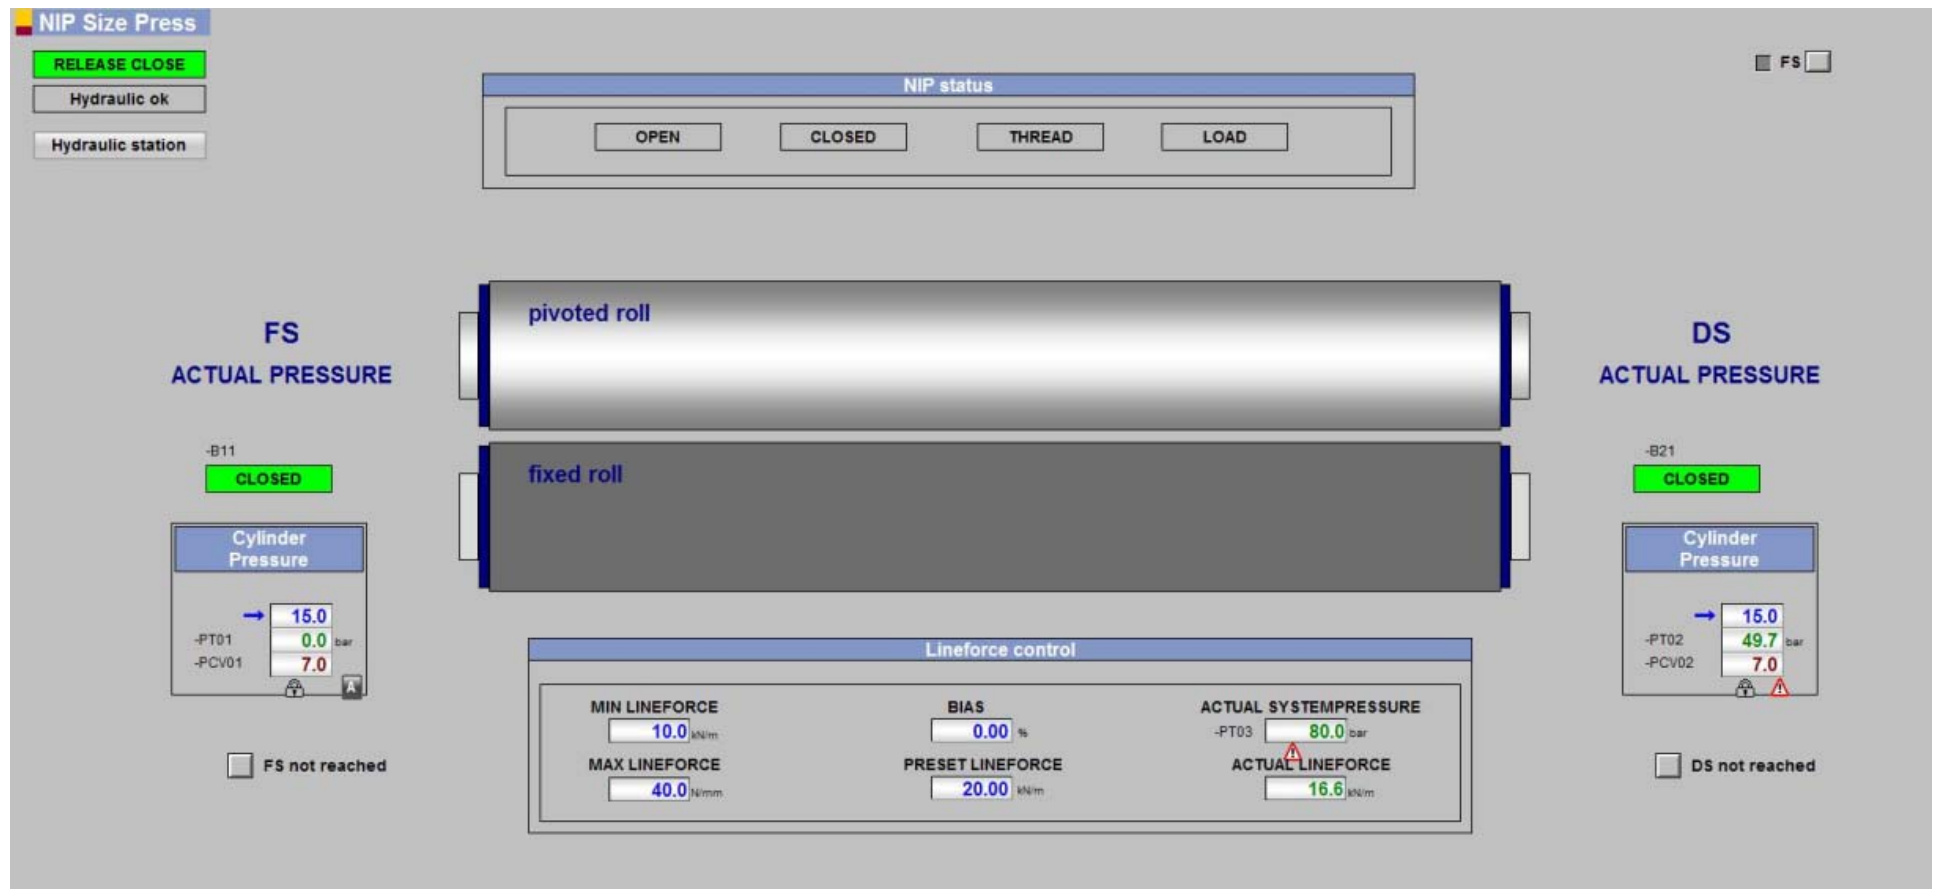 NIP Size Press
RELEASE CLOSE
Hydraulic ok
Hydraulic station
FS
NIP status
OPEN CLOSED THREAD LOAD
pivoted roll
fixed roll
FS
ACTUAL PRESSURE
-B11
CLOSED
Cylinder
Pressure
15.0
-PT01 0.0 bar
-PCV01 7.0
A
FS not reached
DS
ACTUAL PRESSURE
-B21
CLOSED
Cylinder
Pressure
15.0
-PT02 49.7 bar
-PCV02 7.0
DS not reached
Lineforce control
MIN LINEFORCE BIAS ACTUAL SYSTEMPRESSURE
10.0 kN/m 0.00 % -PT03 80.0 bar
MAX LINEFORCE PRESET LINEFORCE ACTUAL LINEFORCE
40.0 N/mm 20.00 kN/m 16.6 kN/m